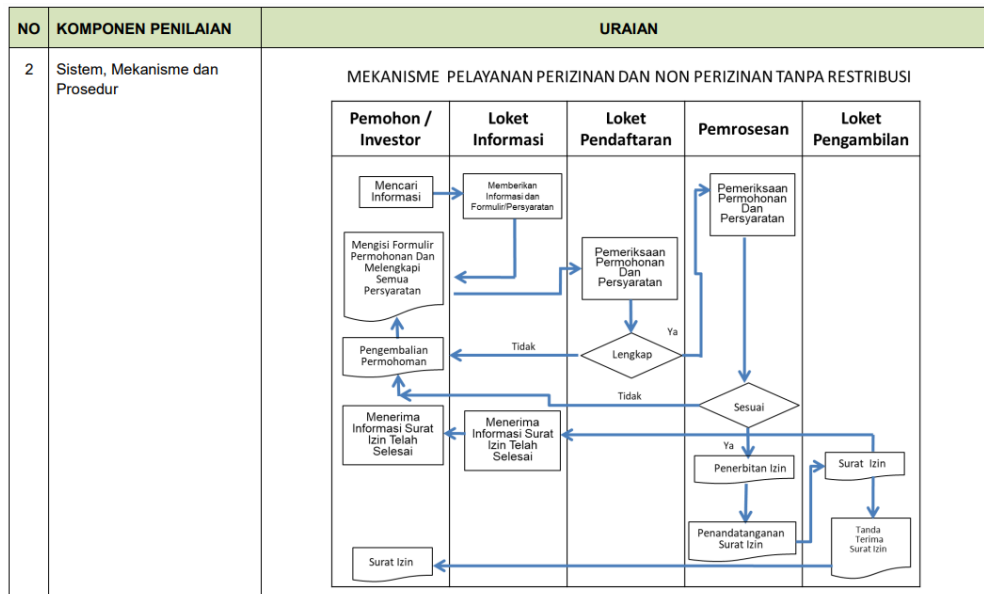 NO KOMPONEN PENILAIAN URAIAN
2 Sistem, Mekanisme dan
Prosedur
MEKANISME PELAYANAN PERIZINAN DAN NON PERIZINAN TANPA RESTRIBUSI
Pemohon /
Investor
Loket
Informasi
Loket
Pendaftaran
Pemrosesan
Loket
Pengambilan
Mencari
Informasi
Memberikan
Informasi dan
Formulir/Persyaratan
Pemeriksaan
Permohonan
Dan
Persyaratan
Mengisi Formulir
Permohonan Dan
Melengkapi
Semua
Persyaratan
Pemeriksaan
Permohonan
Dan
Persyaratan
Ya
Lengkap
Tidak
Pengembalian
Permohoman
Tidak
Sesuai
Menerima
Informasi Surat
Izin Telah
Selesai
Menerima
Informasi Surat
Izin Telah
Selesai
Ya
Penerbitan Izin
Surat Izin
Penandatanganan
Surat Izin
Tanda
Terima
Surat Izin
Surat Izin